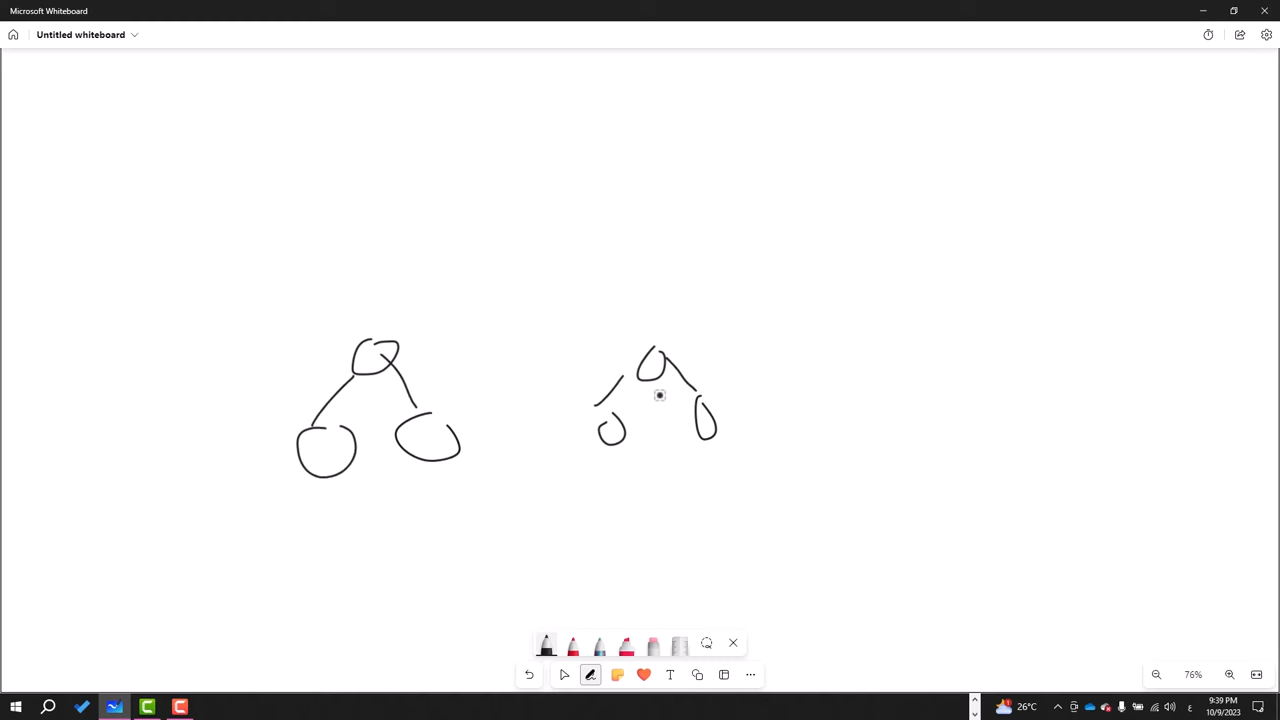 Microsoft Whiteboard
Untitled whiteboard
76%
26°C
ع
9:39 PM
10/9/2023